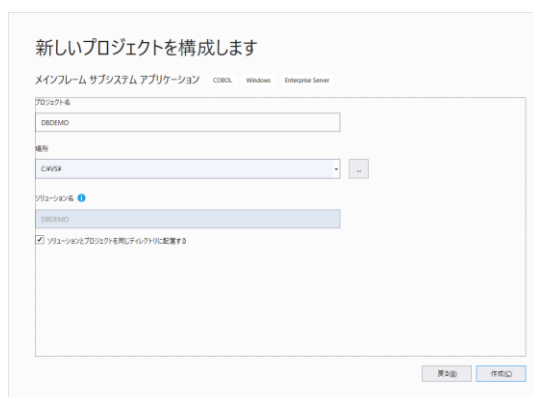 新しいプロジェクトを構成します
メインフレーム サブシステム アプリケーション COBOL Windows Enterprise Server
プロジェクト名
DBDEMO
場所
C:¥VS¥
...
ソリューション名
DBDEMO
ソリューションとプロジェクトを同じディレクトリに配置する
戻る(B) 作成(C)